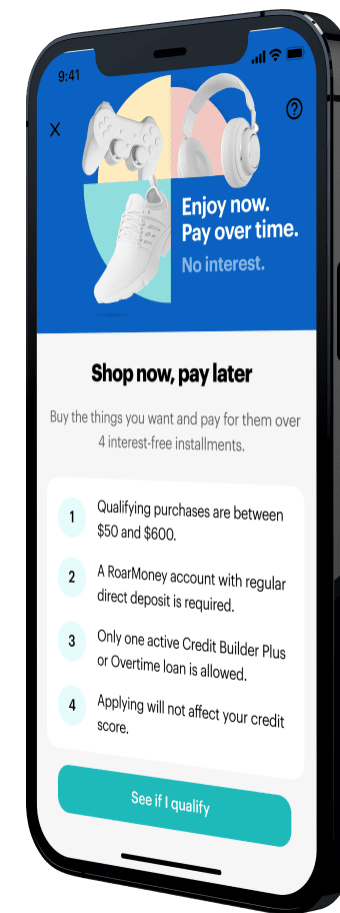 9:41
X
?
Enjoy now.
Pay over time.
No interest.
Shop now, pay later
Buy the things you want and pay for them over
4 interest-free installments.
1 Qualifying purchases are between
$50 and $600.
2 A RoarMoney account with regular
direct deposit is required.
3 Only one active Credit Builder Plus
or Overtime loan is allowed.
4 Applying will not affect your credit
score.
See if I qualify